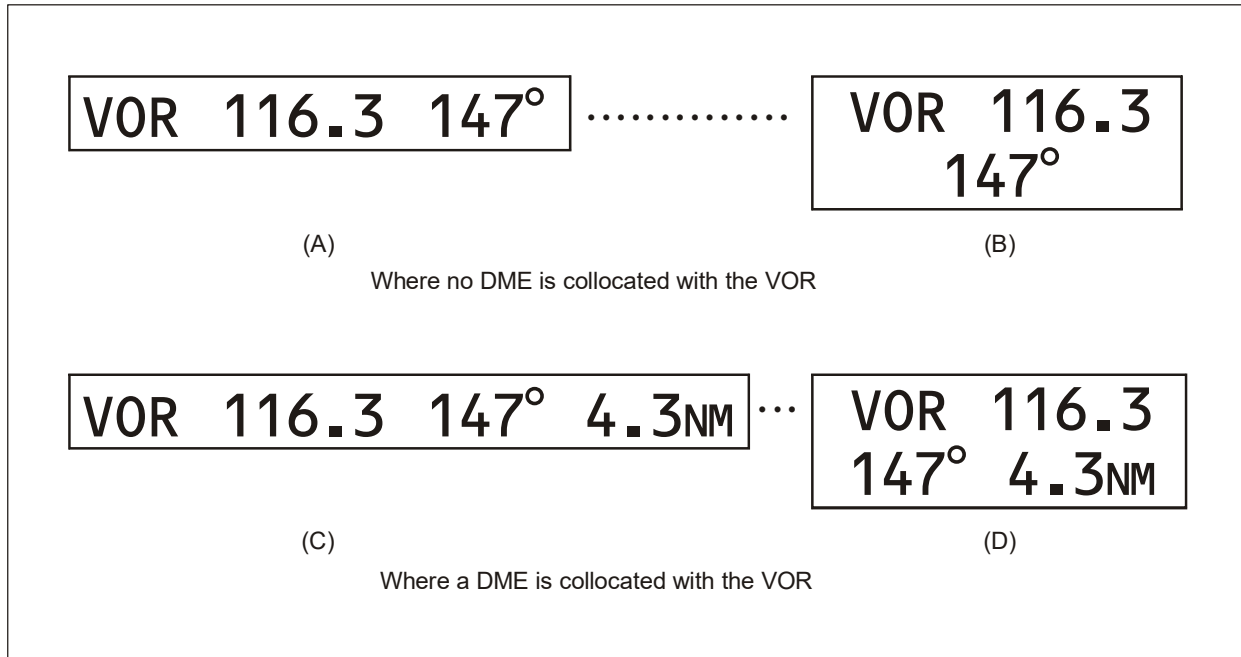 VOR 116.3 147°
VOR 116.3
147°
(A)
(B)
Where no DME is collocated with the VOR
VOR 116.3 147° 4.3NM
VOR 116.3
147° 4.3NM
(C)
(D)
Where a DME is collocated with the VOR